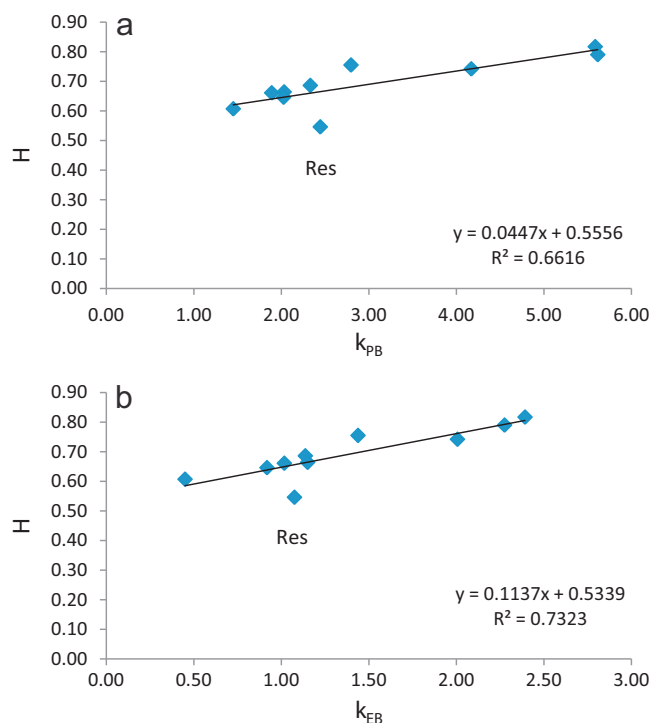 a
0.90
0.80
0.70
0.60
0.50
0.40
0.30
0.20
0.10
0.00
H
Res
y = 0.0447x + 0.5556
R² = 0.6616
0.00 1.00 2.00 3.00 4.00 5.00 6.00
kPB
b
0.90
0.80
0.70
0.60
0.50
0.40
0.30
0.20
0.10
0.00
H
Res
y = 0.1137x + 0.5339
R² = 0.7323
0.00 0.50 1.00 1.50 2.00 2.50 3.00
kEB